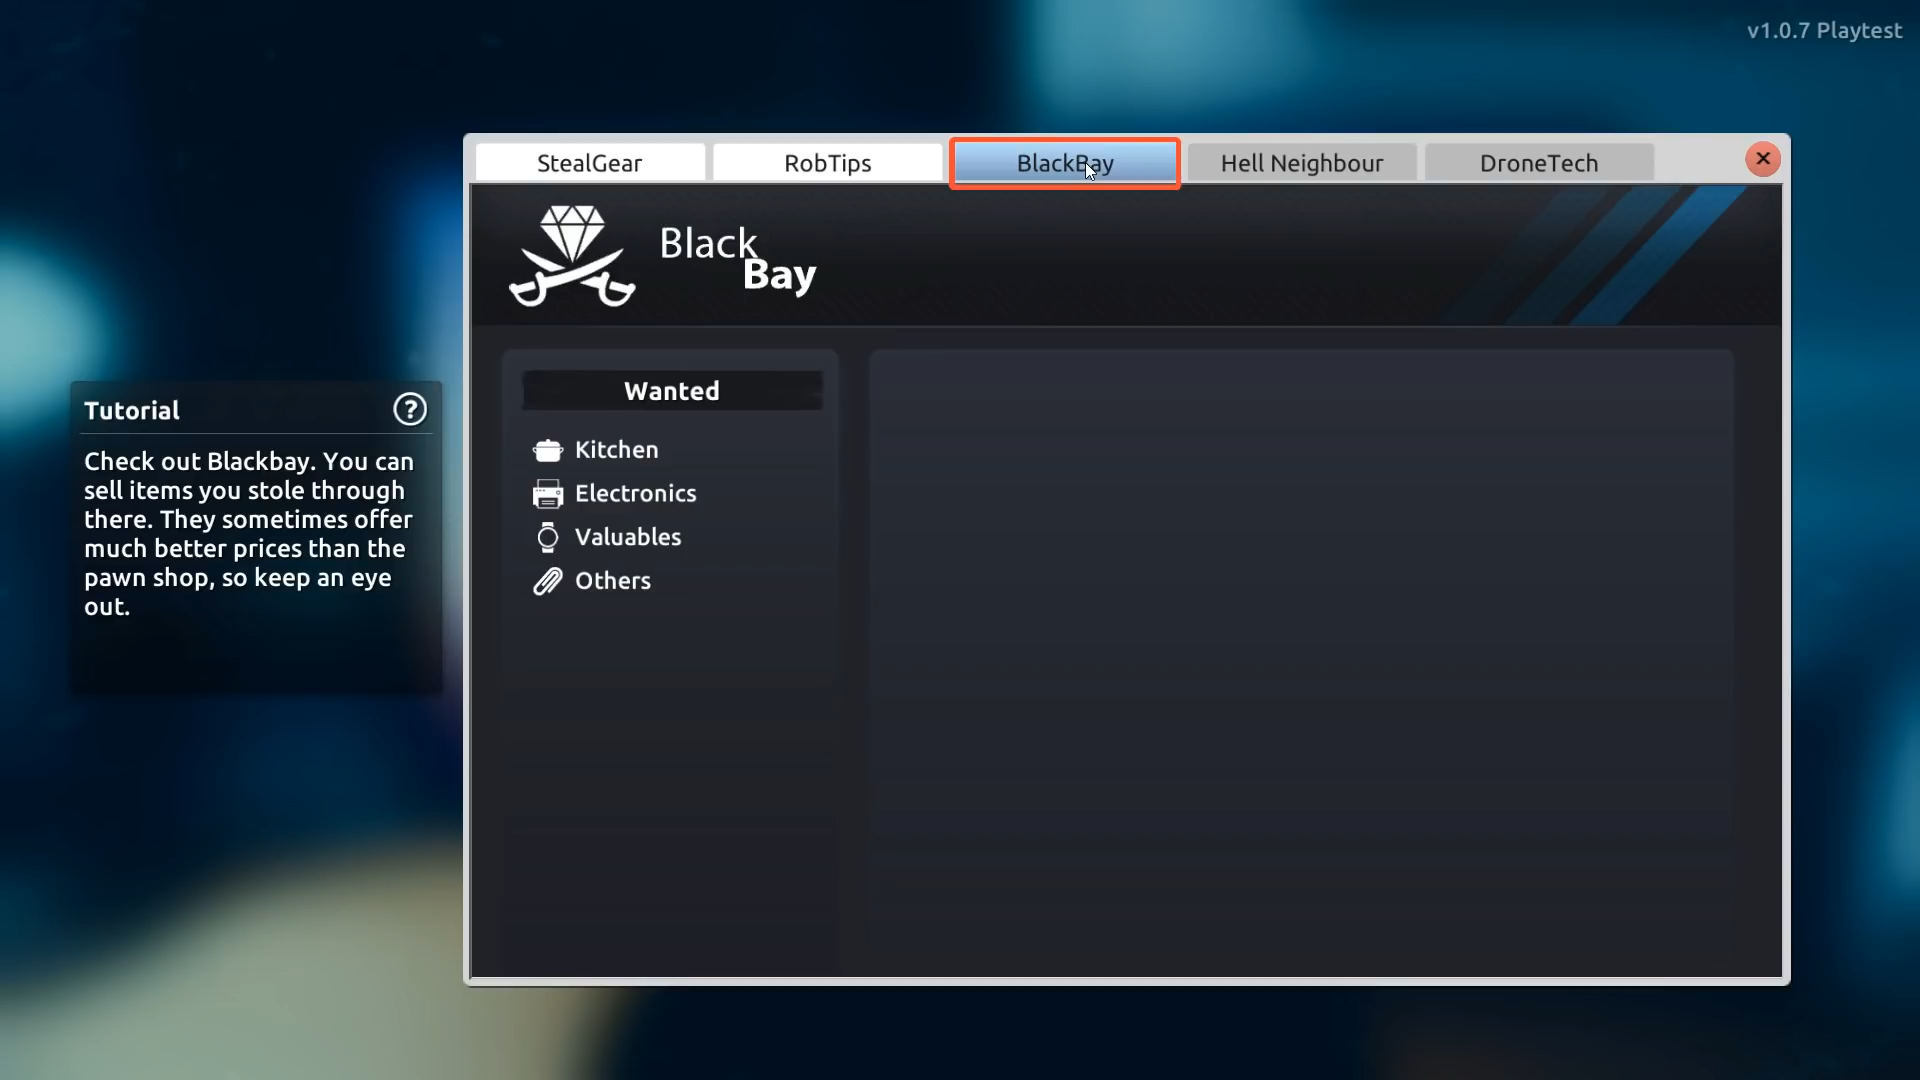 v1.0.7 Playtest
StealGear
RobTips
BlackBay
Hell Neighbour
DroneTech
Black
Bay
Wanted
Kitchen
Electronics
Valuables
Others
Tutorial
?
Check out Blackbay. You can
sell items you stole through
there. They sometimes offer
much better prices than the
pawn shop, so keep an eye
out.